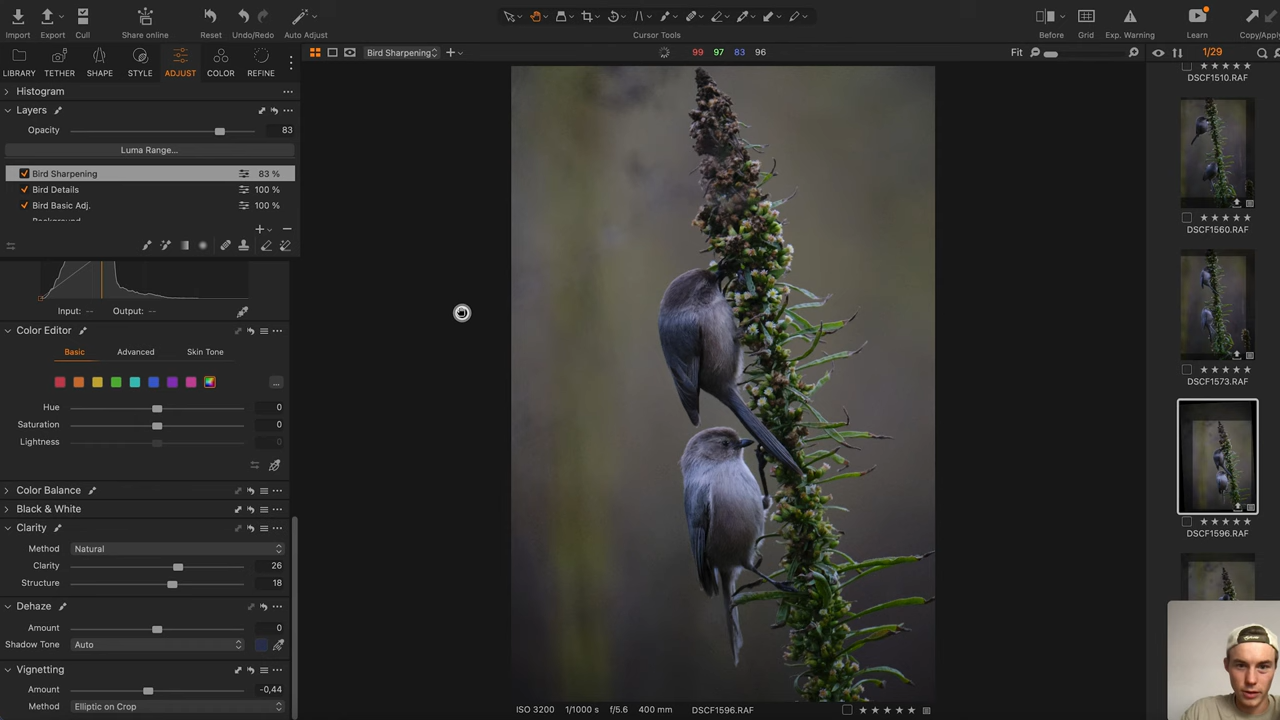 Import
Export
Cull
Share online
Reset
Undo/Redo
Auto Adjust
Cursor Tools
Before
Grid
Exp. Warning
Learn
Copy/Apply
LIBRARY
TETHER
SHAPE
STYLE
ADJUST
COLOR
REFINE
Bird Sharpening
99 97 83 96
Fit
1/29
Histogram
Layers
Opacity 83
Luma Range...
Bird Sharpening 83 %
Bird Details 100 %
Bird Basic Adj. 100 %
Background
Input: -- Output: --
Color Editor
Basic Advanced Skin Tone
Hue 0
Saturation 0
Lightness 0
Color Balance
Black & White
Clarity
Method Natural
Clarity 26
Structure 18
Dehaze
Amount 0
Shadow Tone Auto
Vignetting
Amount -0,44
Method Elliptic on Crop
ISO 3200 1/1000 s f/5.6 400 mm DSCF1596.RAF
DSCF1510.RAF
DSCF1560.RAF
DSCF1573.RAF
DSCF1596.RAF